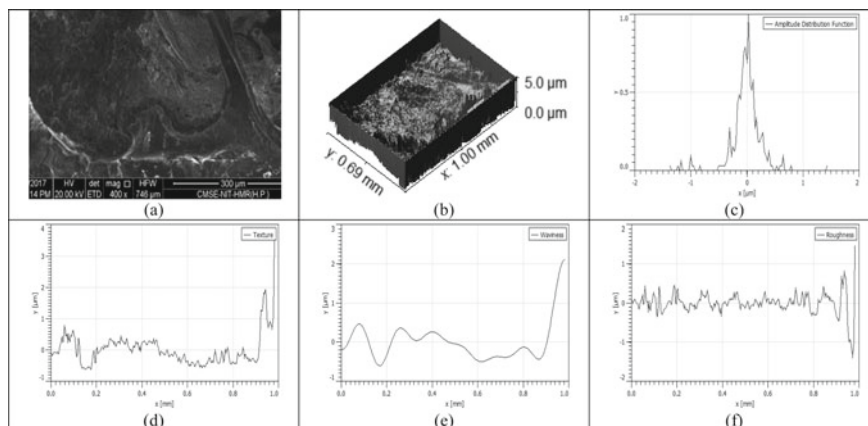 2017 HV det mag □ HFW 300 µm
14 PM 20.00 kV ETD 400 x 746 µm CMSE-NIT-HMR(H.P.)
(a)
5.0 µm
0.0 µm
y: 0.69 mm
x: 1.00 mm
(b)
Amplitude Distribution Function
1.0
0.5
0.0
-2 -1 0 1 2
x [µm]
(c)
Texture
4
3
2
1
0
-1
y [µm]
0.0 0.2 0.4 0.6 0.8 1.0
x [mm]
(d)
Waviness
3
2
1
0
-1
y [µm]
0.0 0.2 0.4 0.6 0.8 1.0
x [mm]
(e)
Roughness
2
1
0
-1
-2
y [µm]
0.0 0.2 0.4 0.6 0.8 1.0
x [mm]
(f)